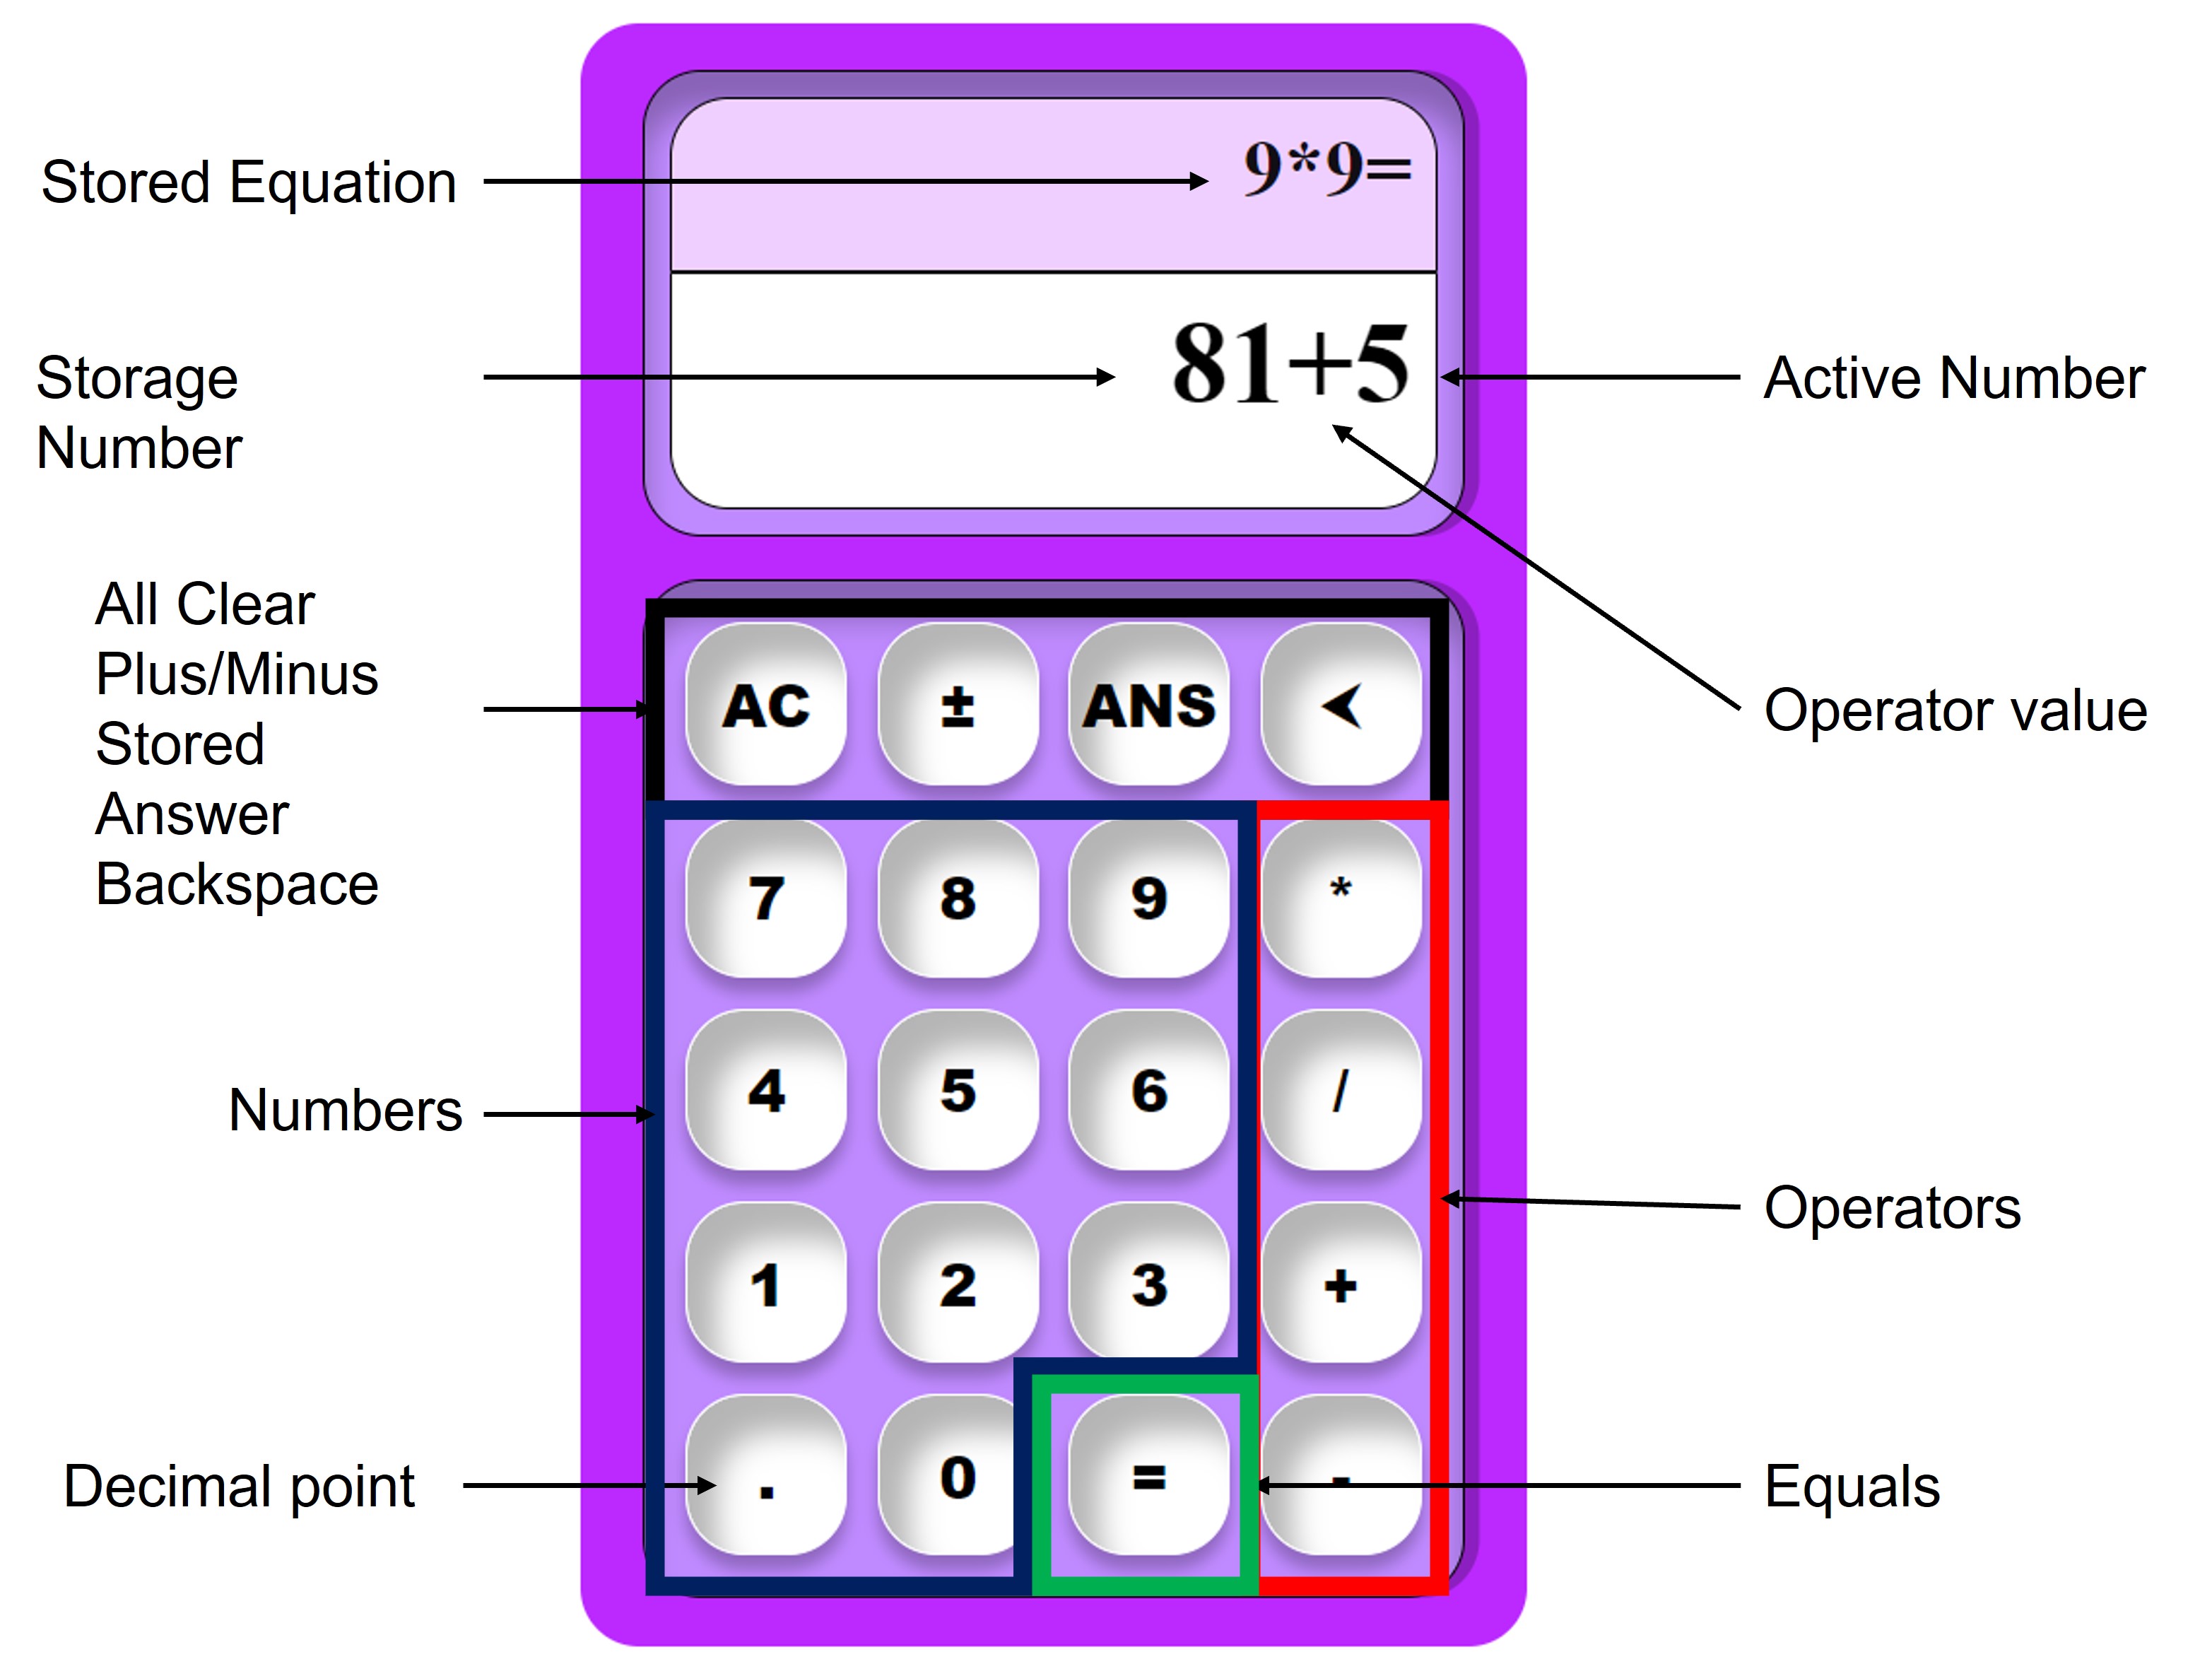 Stored Equation
9*9=
Storage
Number
81+5
Active Number
All Clear
Plus/Minus
Stored
Answer
Backspace
Operator value
AC ± ANS <
7 8 9 *
4 5 6 /
Numbers
Operators
1 2 3 +
Decimal point
. 0 = -
Equals